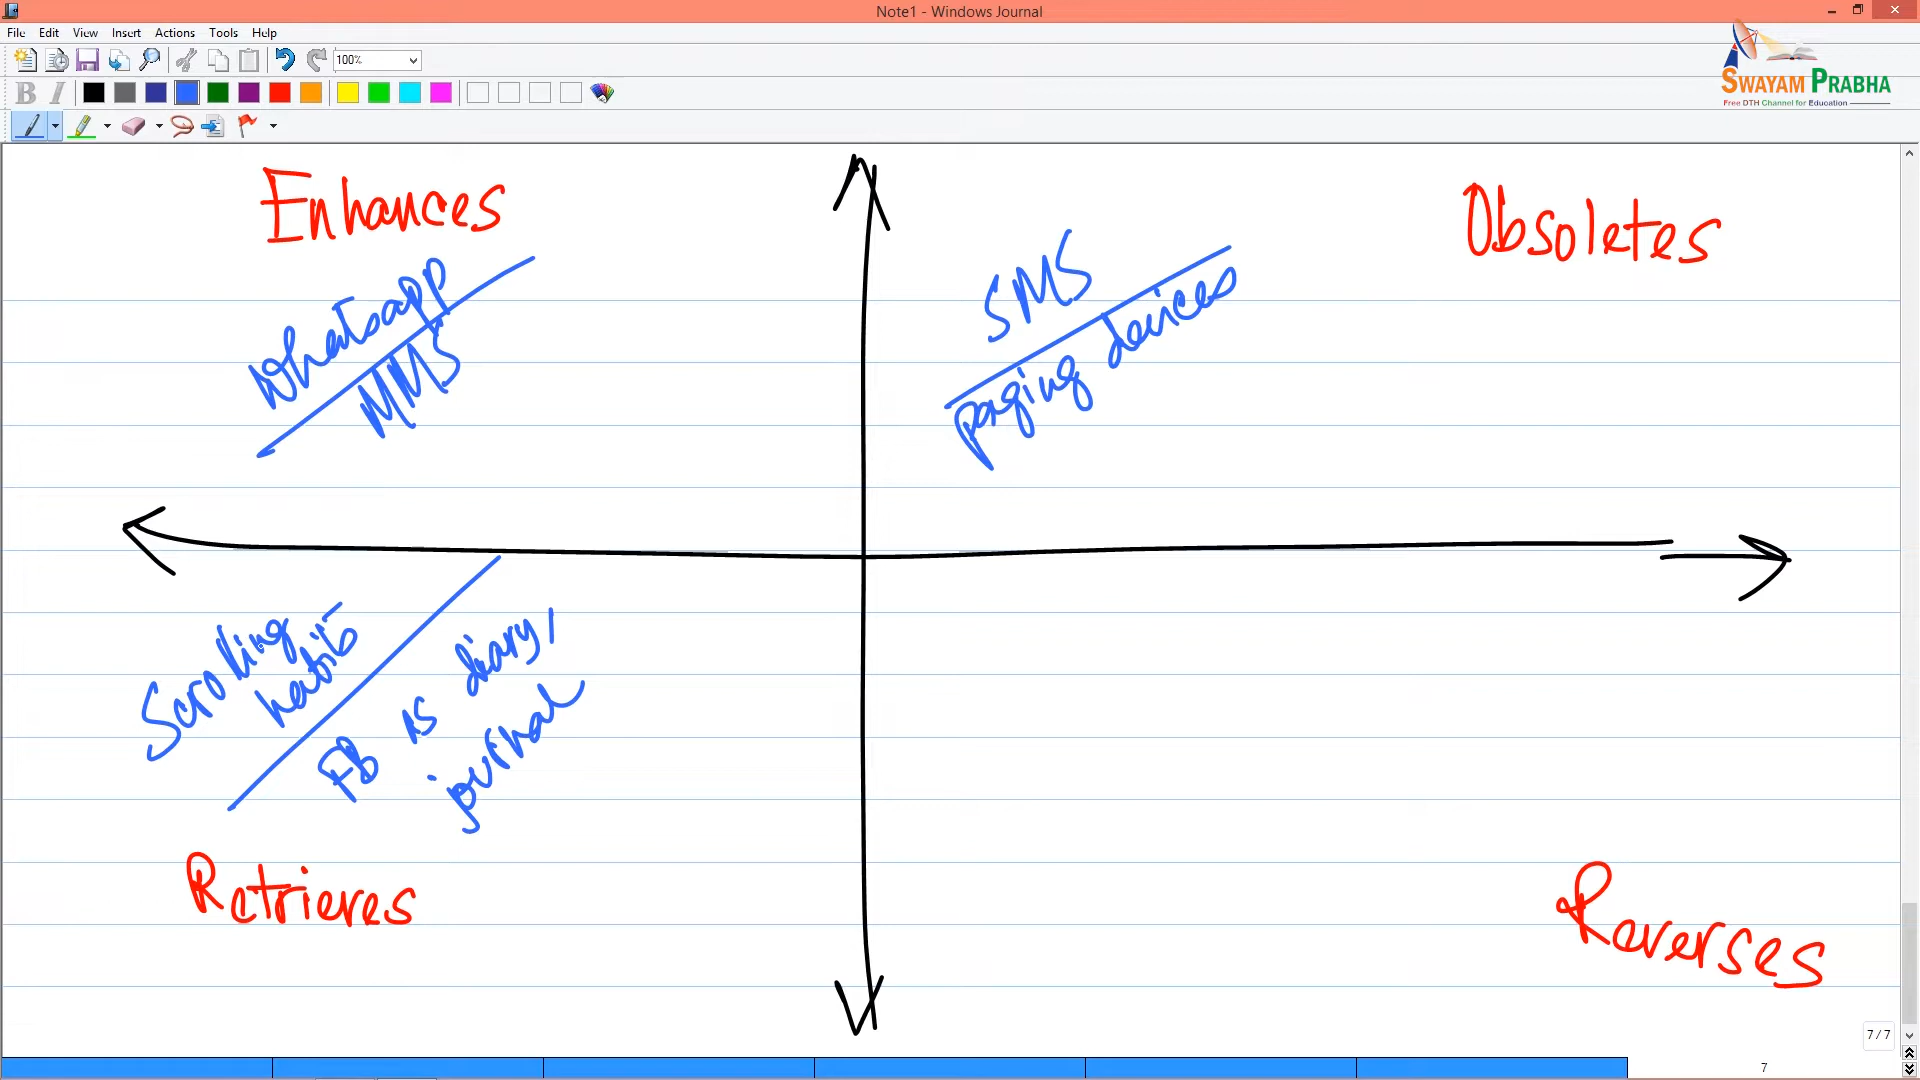 Note1 - Windows Journal
File Edit View Insert Actions Tools Help
100%
B I
SWAYAM PRABHA
Free DTH Channel for Education
Enhances
Obsoletes
Whatsapp
MMS
SMS
paging devices
Scrolling
habits
FB as diary,
journal
Retrieves
Reverses
7 / 7
7